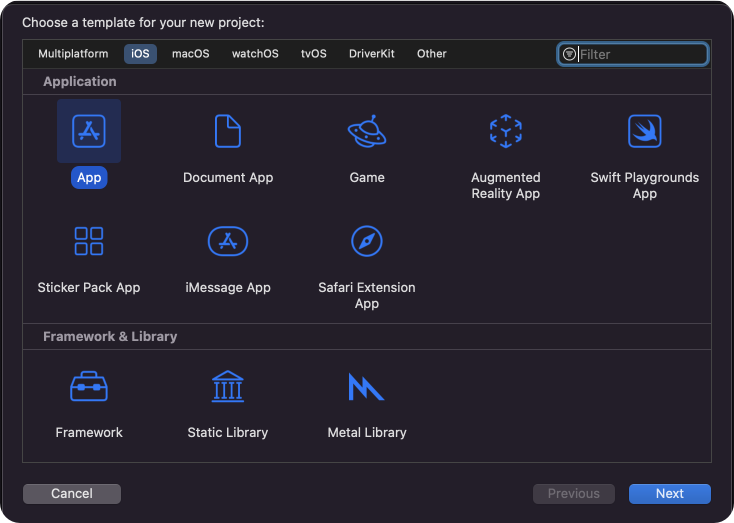 Choose a template for your new project:
Multiplatform iOS macOS watchOS tvOS DriverKit Other Filter
Application
App Document App Game Augmented Reality App Swift Playgrounds App
Sticker Pack App iMessage App Safari Extension App
Framework & Library
Framework Static Library Metal Library
Cancel Previous Next